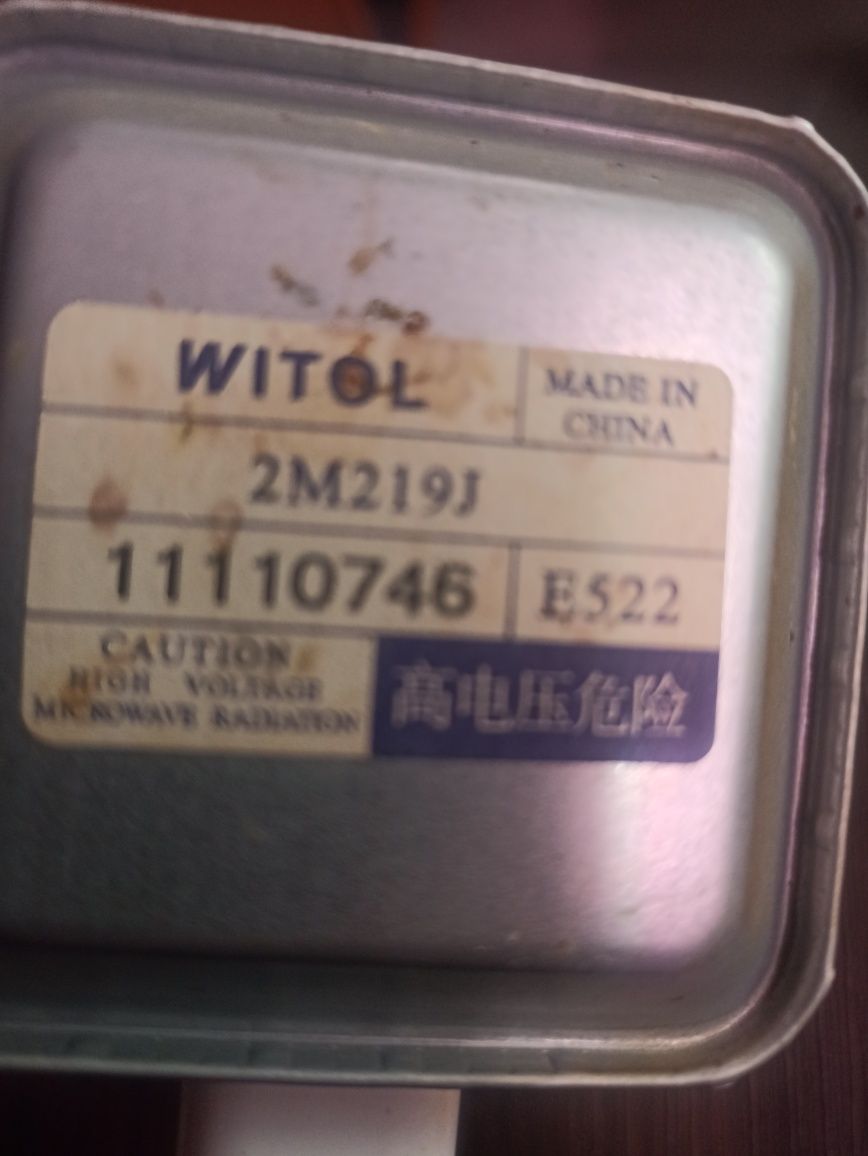 WITOL
MADE IN
CHINA
2M219J
11110746
E522
CAUTION
HIGH VOLTAGE
MICROWAVE RADIATION
高电压危险